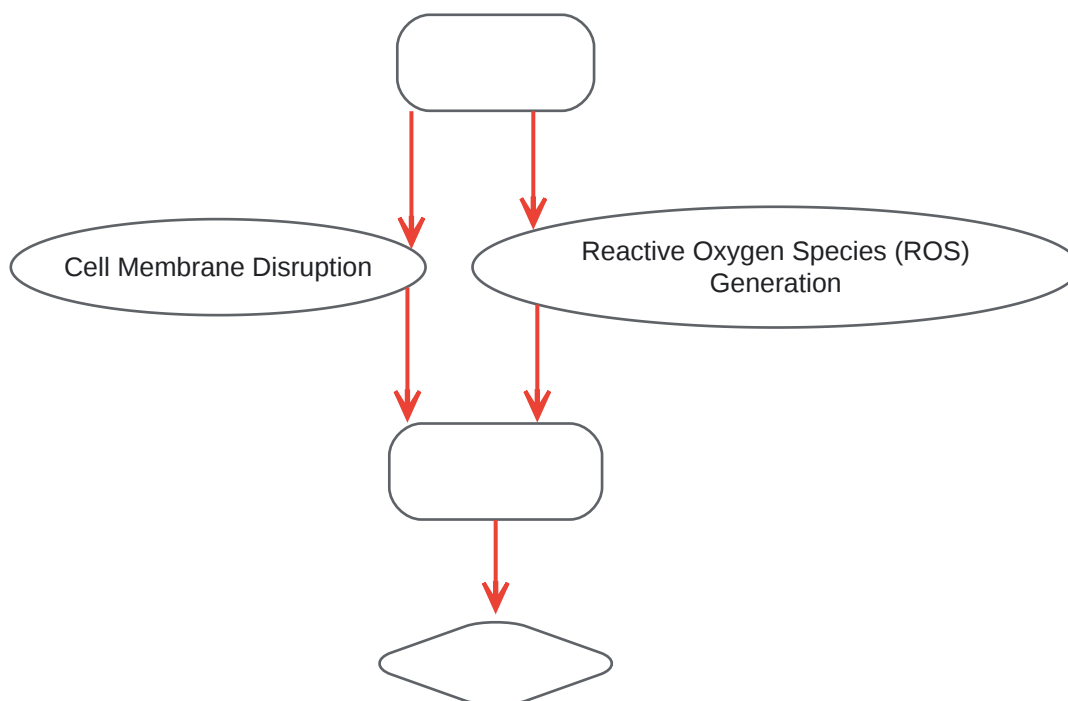 Cell Membrane Disruption
Reactive Oxygen Species (ROS)
Generation